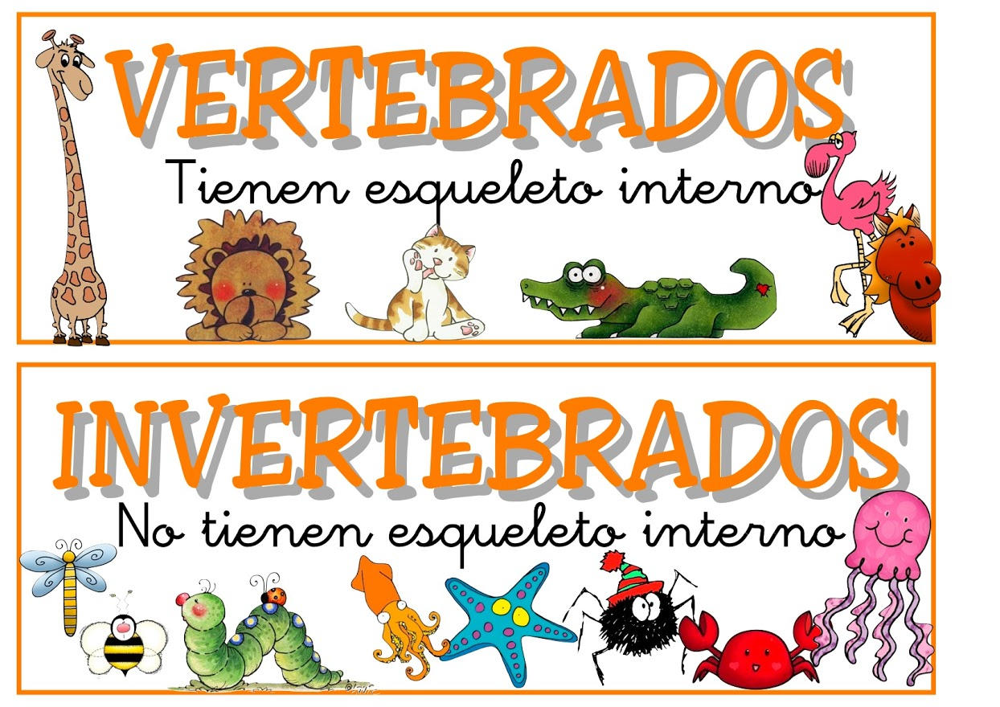 VERTEBRADOS
Tienen esqueleto interno
INVERTEBRADOS
No tienen esqueleto interno